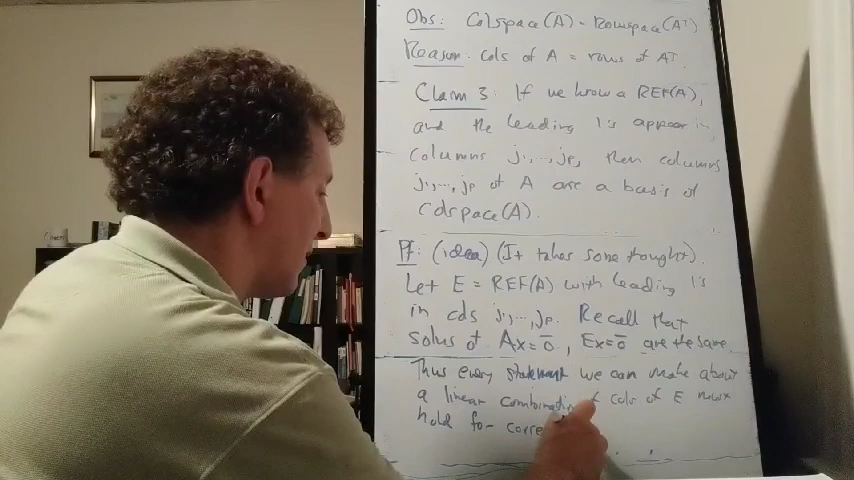 Obs: Colspace(A) = Rowspace(Aᵀ)
Reason: cols of A = rows of Aᵀ.
Claim 3: If we know a REF(A),
and the leading 1's appear in
columns j₁,...,jₚ, then columns
j₁,...,jₚ of A are a basis of
Colspace(A).
Pf: (idea) (It takes some thought).
Let E = REF(A) with leading 1's
in cols j₁,...,jₚ. Recall that
solns of Ax=0̄, Ex=0̄ are the same.
Thus every statement we can make about
a linear combination of cols of E must
hold for corre